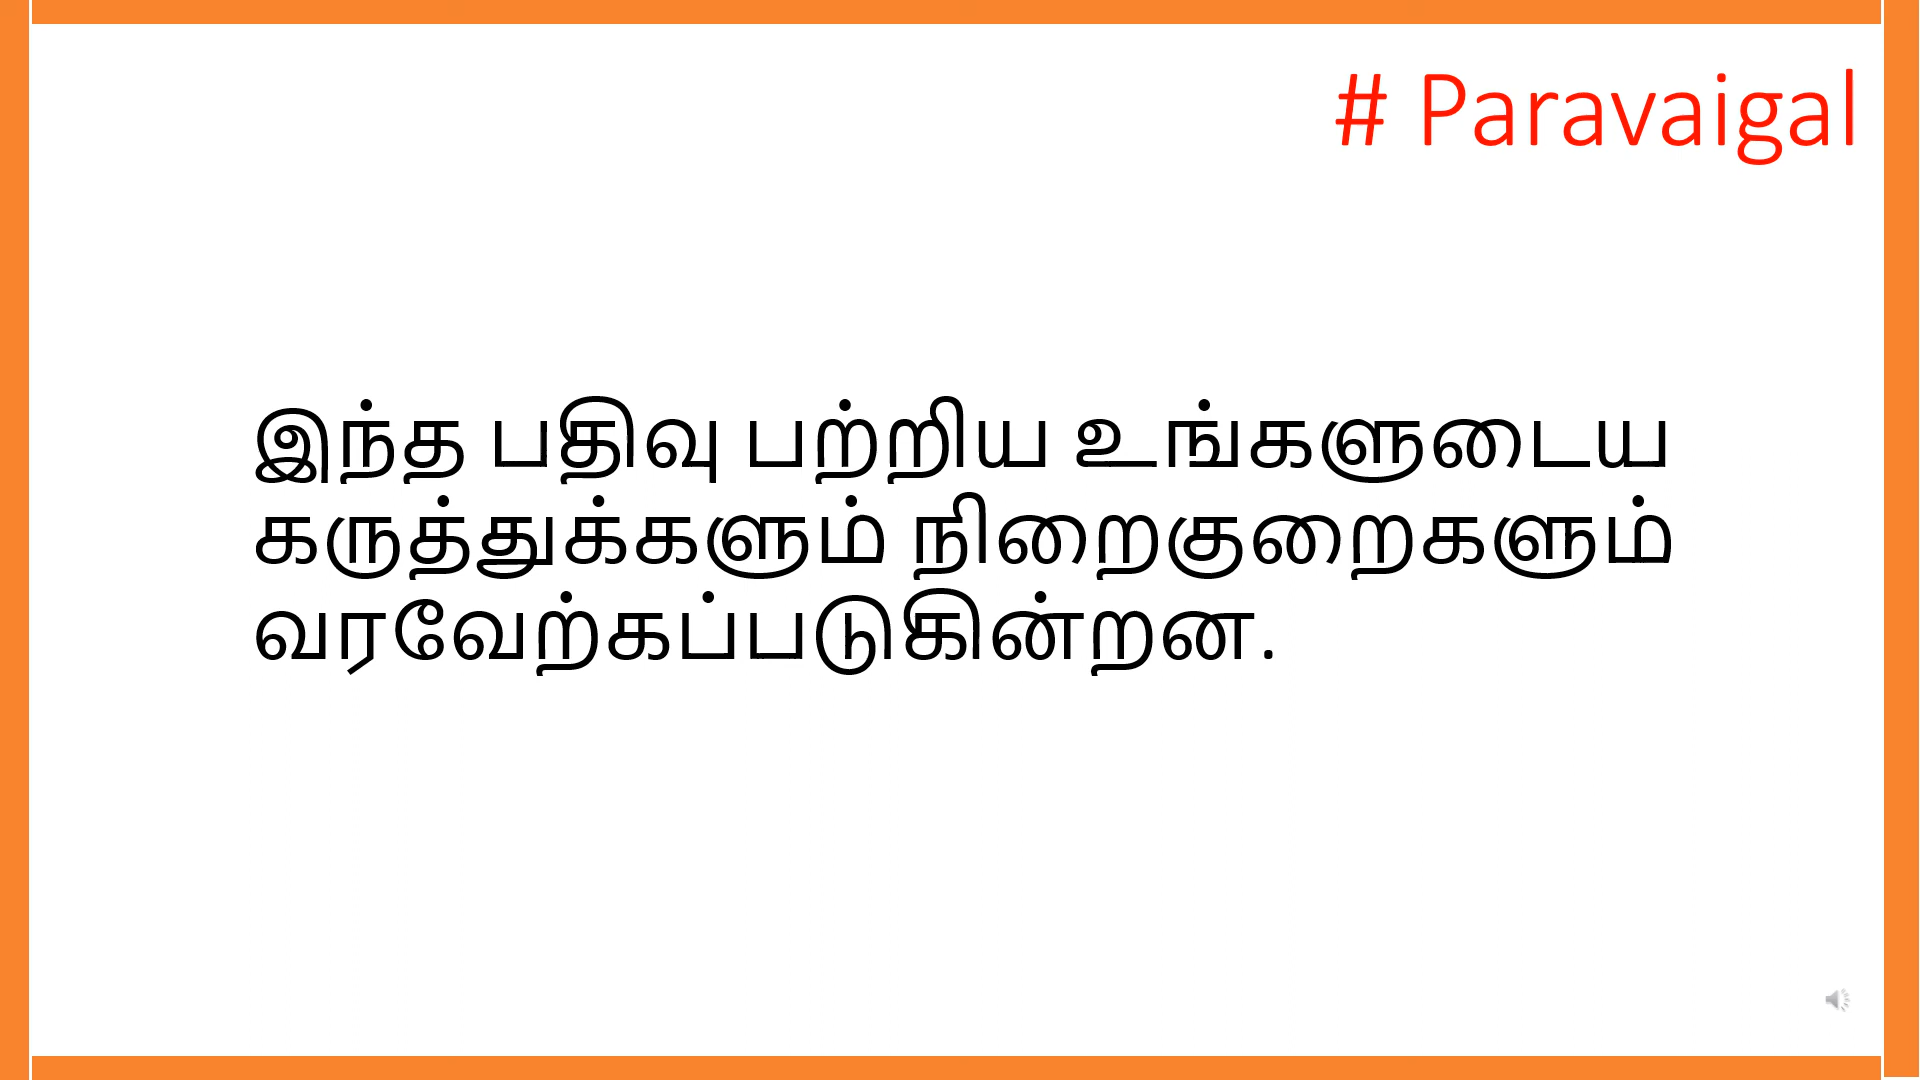 # Paravaigal
இந்த பதிவு பற்றிய உங்களுடைய
கருத்துக்களும் நிறைகுறைகளும்
வரவேற்கப்படுகின்றன.